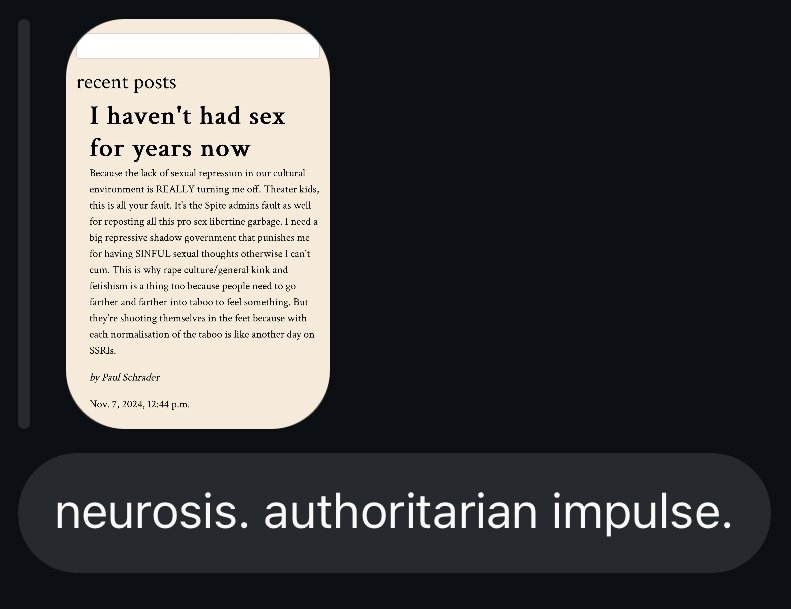 recent posts
I haven't had sex
for years now
Because the lack of sexual repression in our cultural
environment is REALLY turning me off. Theater kids,
this is all your fault. It's the Spite admins fault as well
for reposting all this pro sex libertine garbage. I need a
big repressive shadow government that punishes me
for having SINFUL sexual thoughts otherwise I can't
cum. This is why rape culture/general kink and
fetishism is a thing too because people need to go
farther and farther into taboo to feel something. But
they're shooting themselves in the feet because with
each normalisation of the taboo is like another day on
SSRIs.
by Paul Schrader
Nov. 7, 2024, 12:44 p.m.
neurosis. authoritarian impulse.